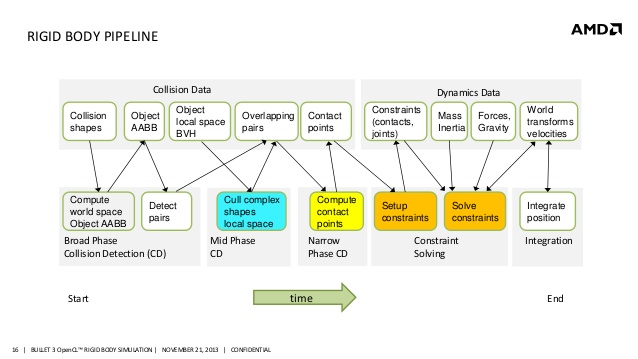 RIGID BODY PIPELINE
AMD
Collision Data
Dynamics Data
Collision
shapes
Object
AABB
Object
local space
BVH
Overlapping
pairs
Contact
points
Constraints
(contacts,
joints)
Mass
Inertia
Forces,
Gravity
World
transforms
velocities
Compute
world space
Object AABB
Detect
pairs
Cull complex
shapes
local space
Compute
contact
points
Setup
constraints
Solve
constraints
Integrate
position
Broad Phase
Collision Detection (CD)
Mid Phase
CD
Narrow
Phase CD
Constraint
Solving
Integration
Start
time
End
16 | BULLET 3 OpenCL™ RIGID BODY SIMULATION | NOVEMBER 21, 2013 | CONFIDENTIAL